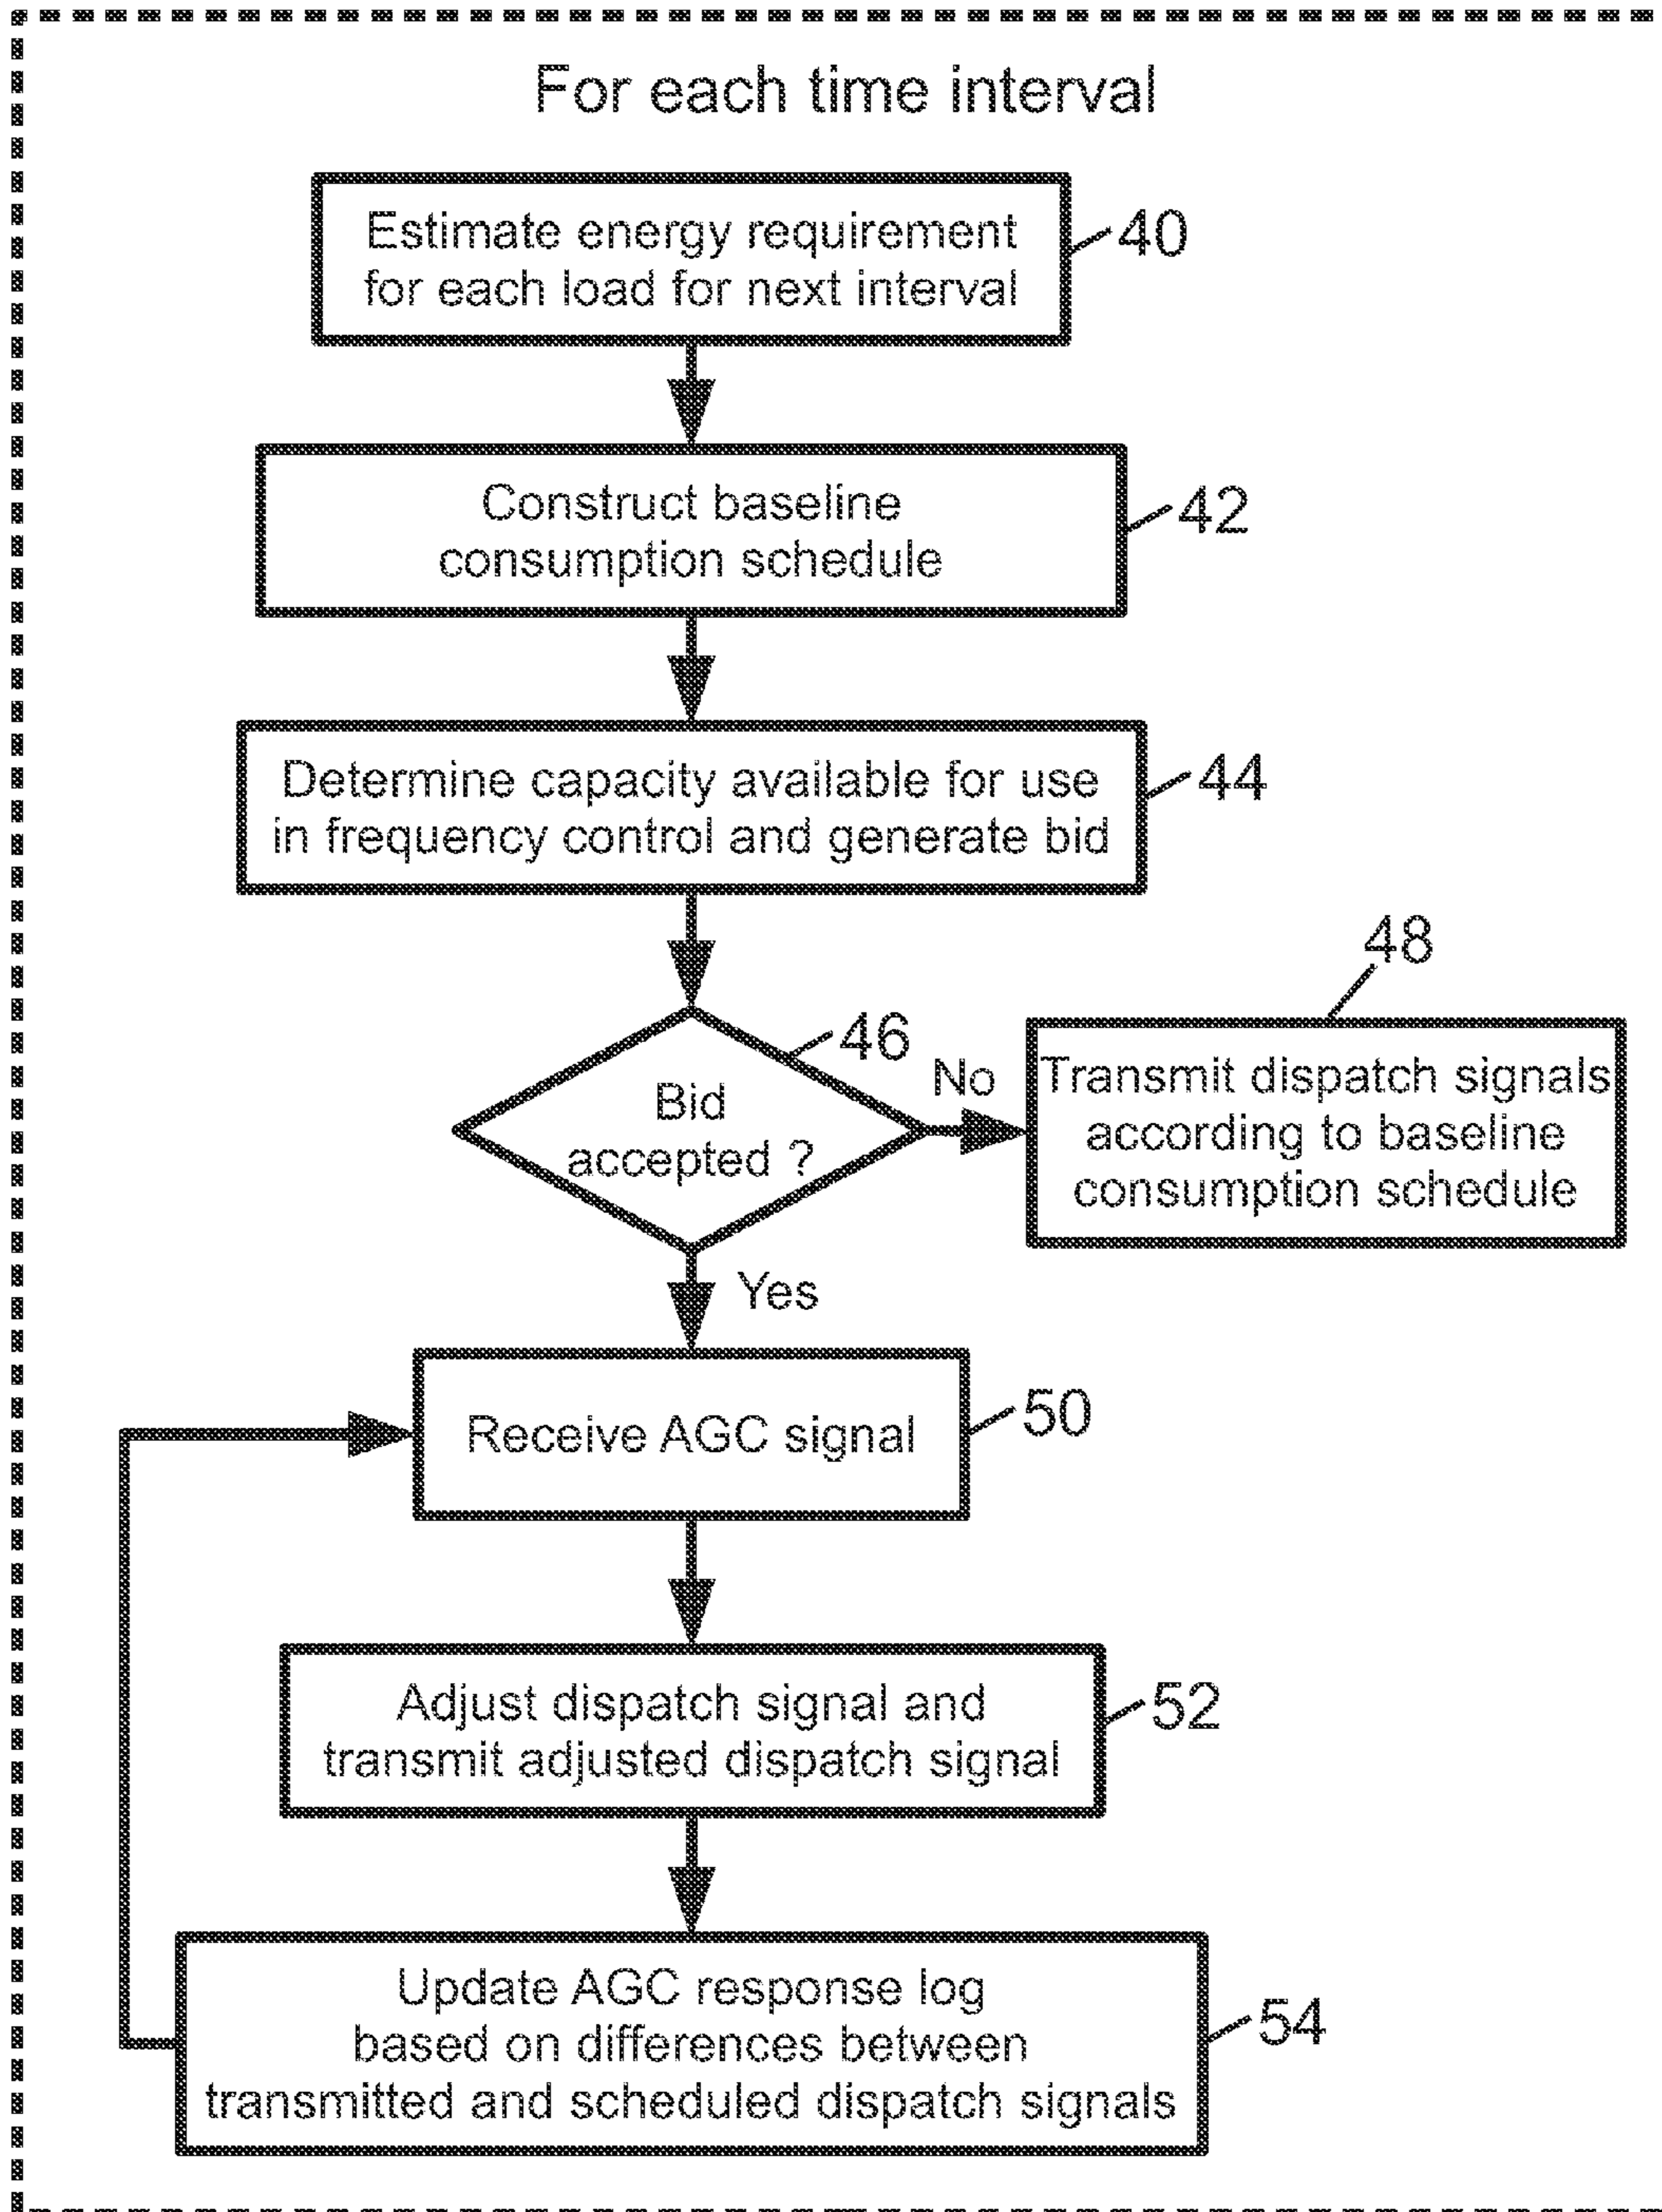 For each time interval
Estimate energy requirement
for each load for next interval
40
Construct baseline
consumption schedule
42
Determine capacity available for use
in frequency control and generate bid
44
46
Bid
accepted ?
No
48
Transmit dispatch signals
according to baseline
consumption schedule
Yes
Receive AGC signal
50
Adjust dispatch signal and
transmit adjusted dispatch signal
52
Update AGC response log
based on differences between
transmitted and scheduled dispatch signals
54